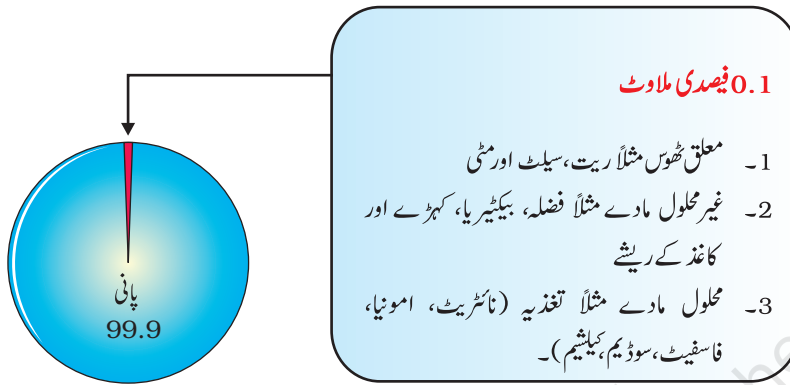 0.1 فیصدی ملاوٹ
1۔ معلق ٹھوس مثلاً ریت، سیلٹ اور مٹی
2۔ غیر محلول مادے مثلاً فضلہ، بیکٹیریا، کہڑے اور
کاغذ کے ریشے
3۔ محلول مادے مثلاً تغذیہ (نائٹریٹ، امونیا،
فاسفیٹ، سوڈیم، کیلشیم)۔
پانی
99.9